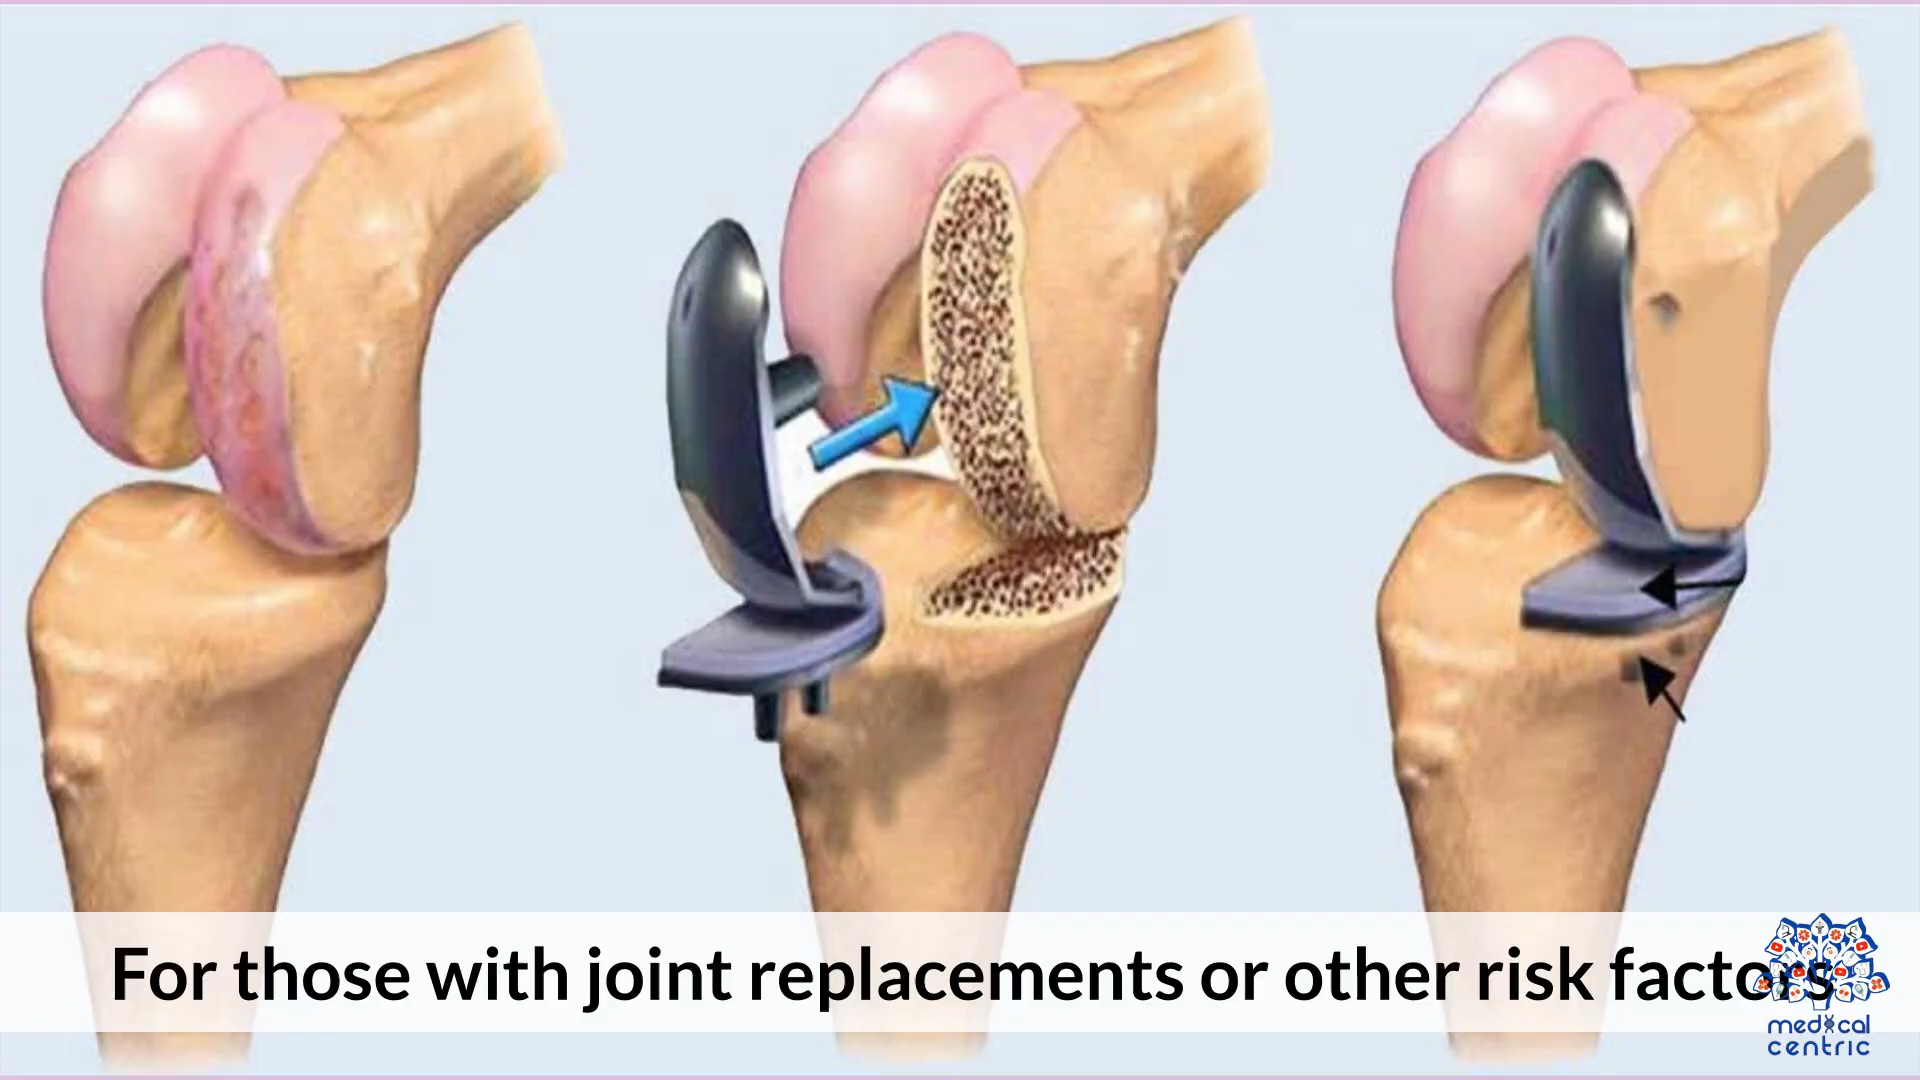 For those with joint replacements or other risk factors
medical
centric